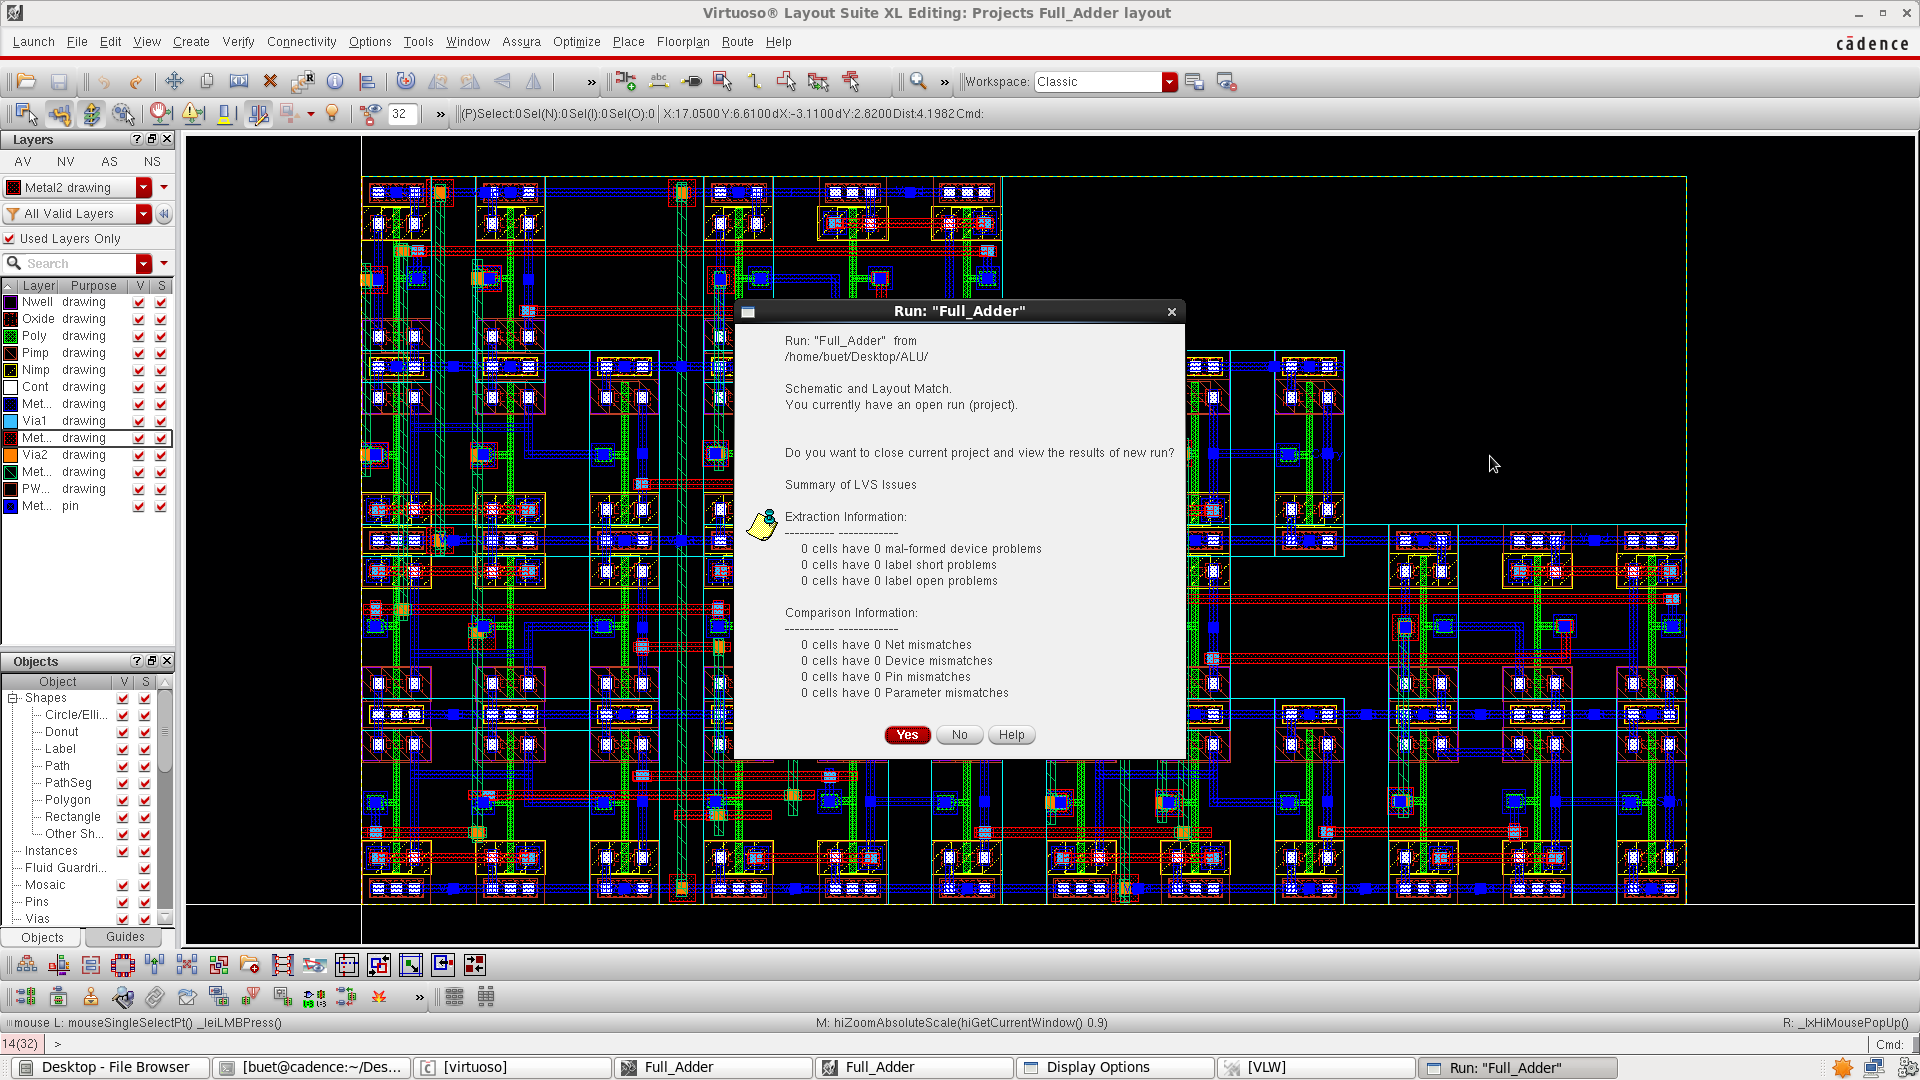 Virtuoso® Layout Suite XL Editing: Projects Full_Adder layout
Launch File Edit View Create Verify Connectivity Options Tools Window Assura Optimize Place Floorplan Route Help
cādence
Workspace: Classic
32 (P)Select:0 Sel(N):0 Sel(I):0 Sel(O):0 X:17.0500 Y:6.6100 dX:-3.1100 dY:2.8200 Dist:4.1982 Cmd:
Layers
AV NV AS NS
Metal2 drawing
All Valid Layers
Used Layers Only
Search
Layer Purpose V S
Nwell drawing
Oxide drawing
Poly drawing
Pimp drawing
Nimp drawing
Cont drawing
Met... drawing
Via1 drawing
Met... drawing
Via2 drawing
Met... drawing
PW... drawing
Met... pin
Objects
Object V S
Shapes
Circle/Elli...
Donut
Label
Path
PathSeg
Polygon
Rectangle
Other Sh...
Instances
Fluid Guardri...
Mosaic
Pins
Vias
Objects Guides
Run: "Full_Adder"
Run: "Full_Adder" from
/home/buet/Desktop/ALU/
Schematic and Layout Match.
You currently have an open run (project).
Do you want to close current project and view the results of new run?
Summary of LVS Issues
Extraction Information:
---------- ------------
0 cells have 0 mal-formed device problems
0 cells have 0 label short problems
0 cells have 0 label open problems
Comparison Information:
---------- ------------
0 cells have 0 Net mismatches
0 cells have 0 Device mismatches
0 cells have 0 Pin mismatches
0 cells have 0 Parameter mismatches
Yes No Help
mouse L: mouseSingleSelectPt() _leiLMBPress() M: hiZoomAbsoluteScale(hiGetCurrentWindow() 0.9) R: _lxHiMousePopUp()
14(32) > Cmd:
Desktop - File Browser [buet@cadence:~/Des... [virtuoso] Full_Adder Full_Adder Display Options [VLW] Run: "Full_Adder"